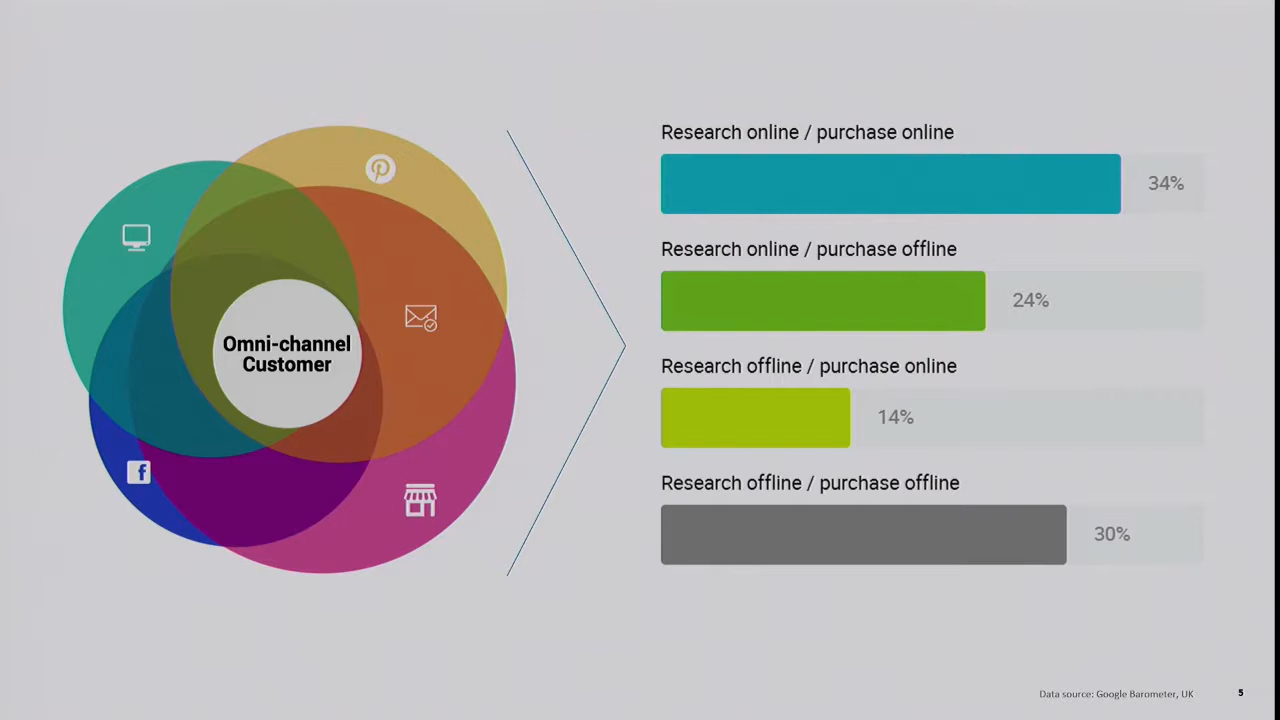 Omni-channel
Customer
Research online / purchase online
34%
Research online / purchase offline
24%
Research offline / purchase online
14%
Research offline / purchase offline
30%
Data source: Google Barometer, UK
5